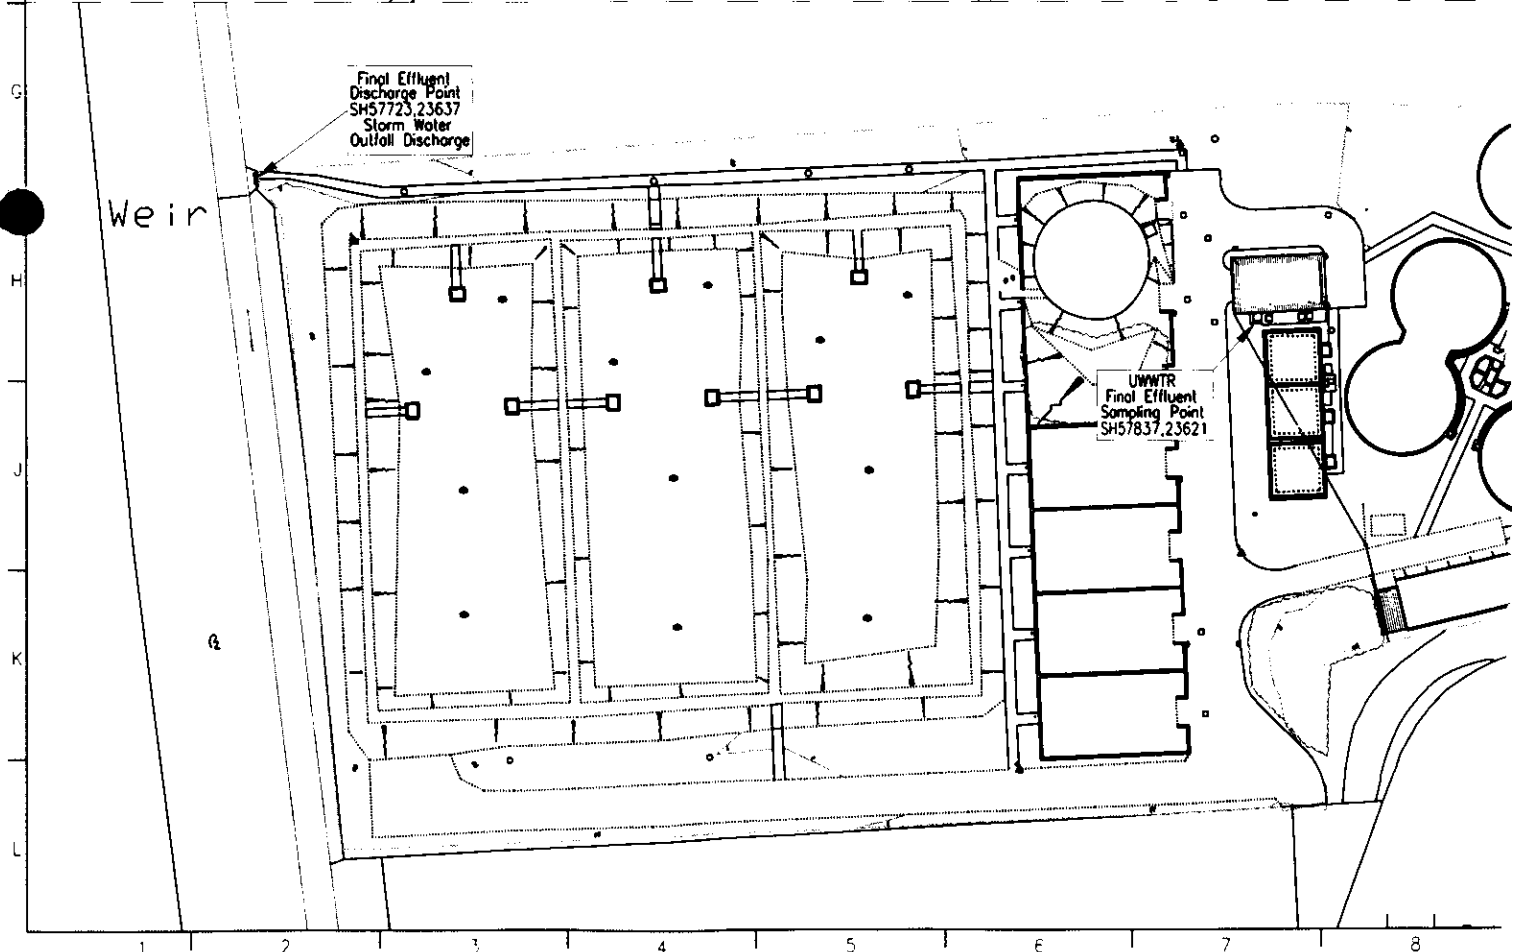 G
Final Effluent
Discharge Point
SH57723,23637
Storm Water
Outfall Discharge
Weir
H
UWWTR
Final Effluent
Sampling Point
SH57837,23621
J
K
L
1 2 3 4 5 6 7 8